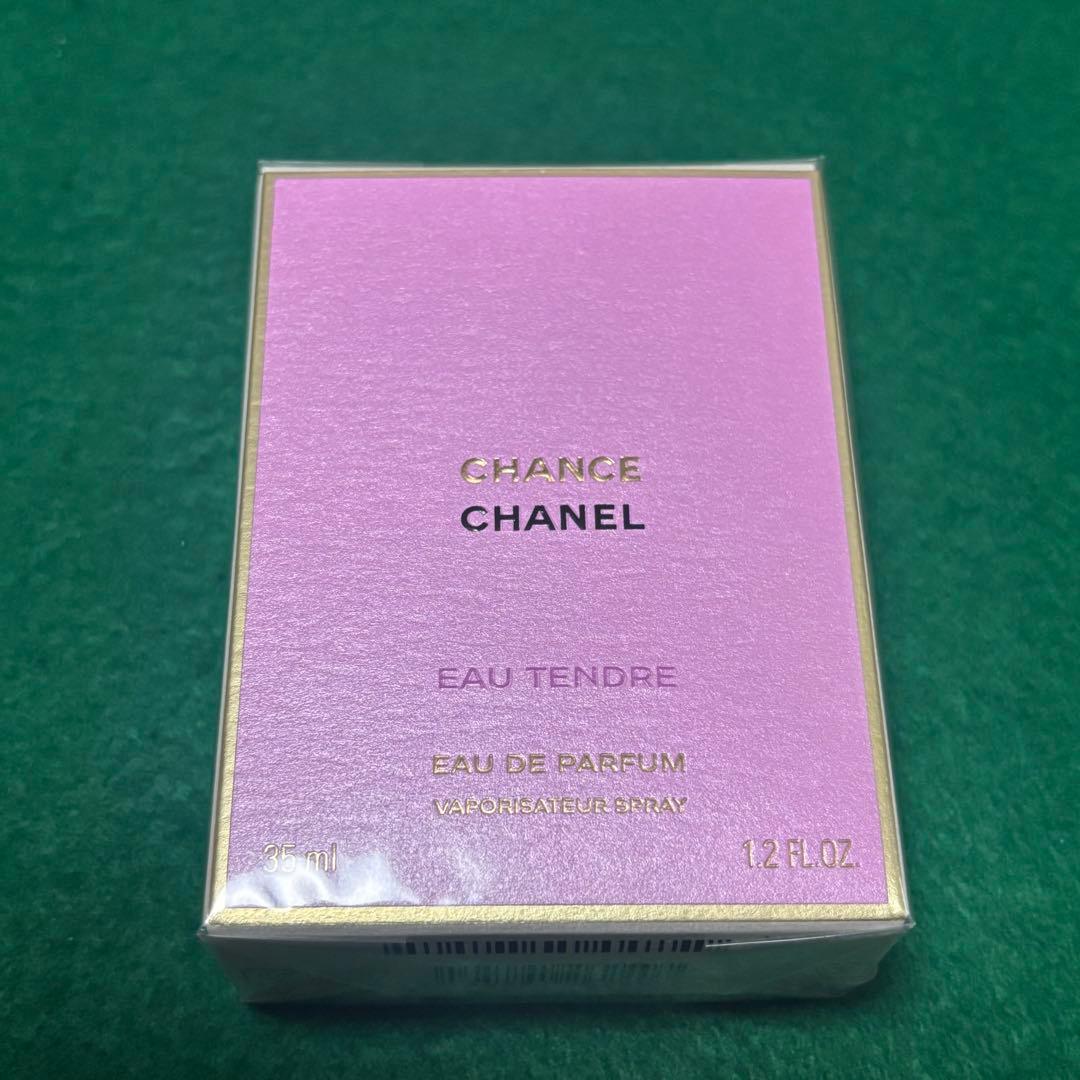 CHANCE
CHANEL
EAU TENDRE
EAU DE PARFUM
VAPORISATEUR SPRAY
35 ml
1.2 FL.OZ.